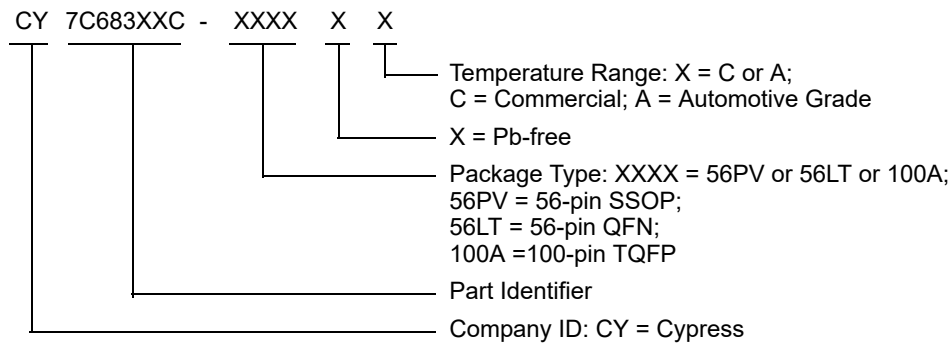 CY 7C683XXC - XXXX X X
Temperature Range: X = C or A;
C = Commercial; A = Automotive Grade
X = Pb-free
Package Type: XXXX = 56PV or 56LT or 100A;
56PV = 56-pin SSOP;
56LT = 56-pin QFN;
100A =100-pin TQFP
Part Identifier
Company ID: CY = Cypress